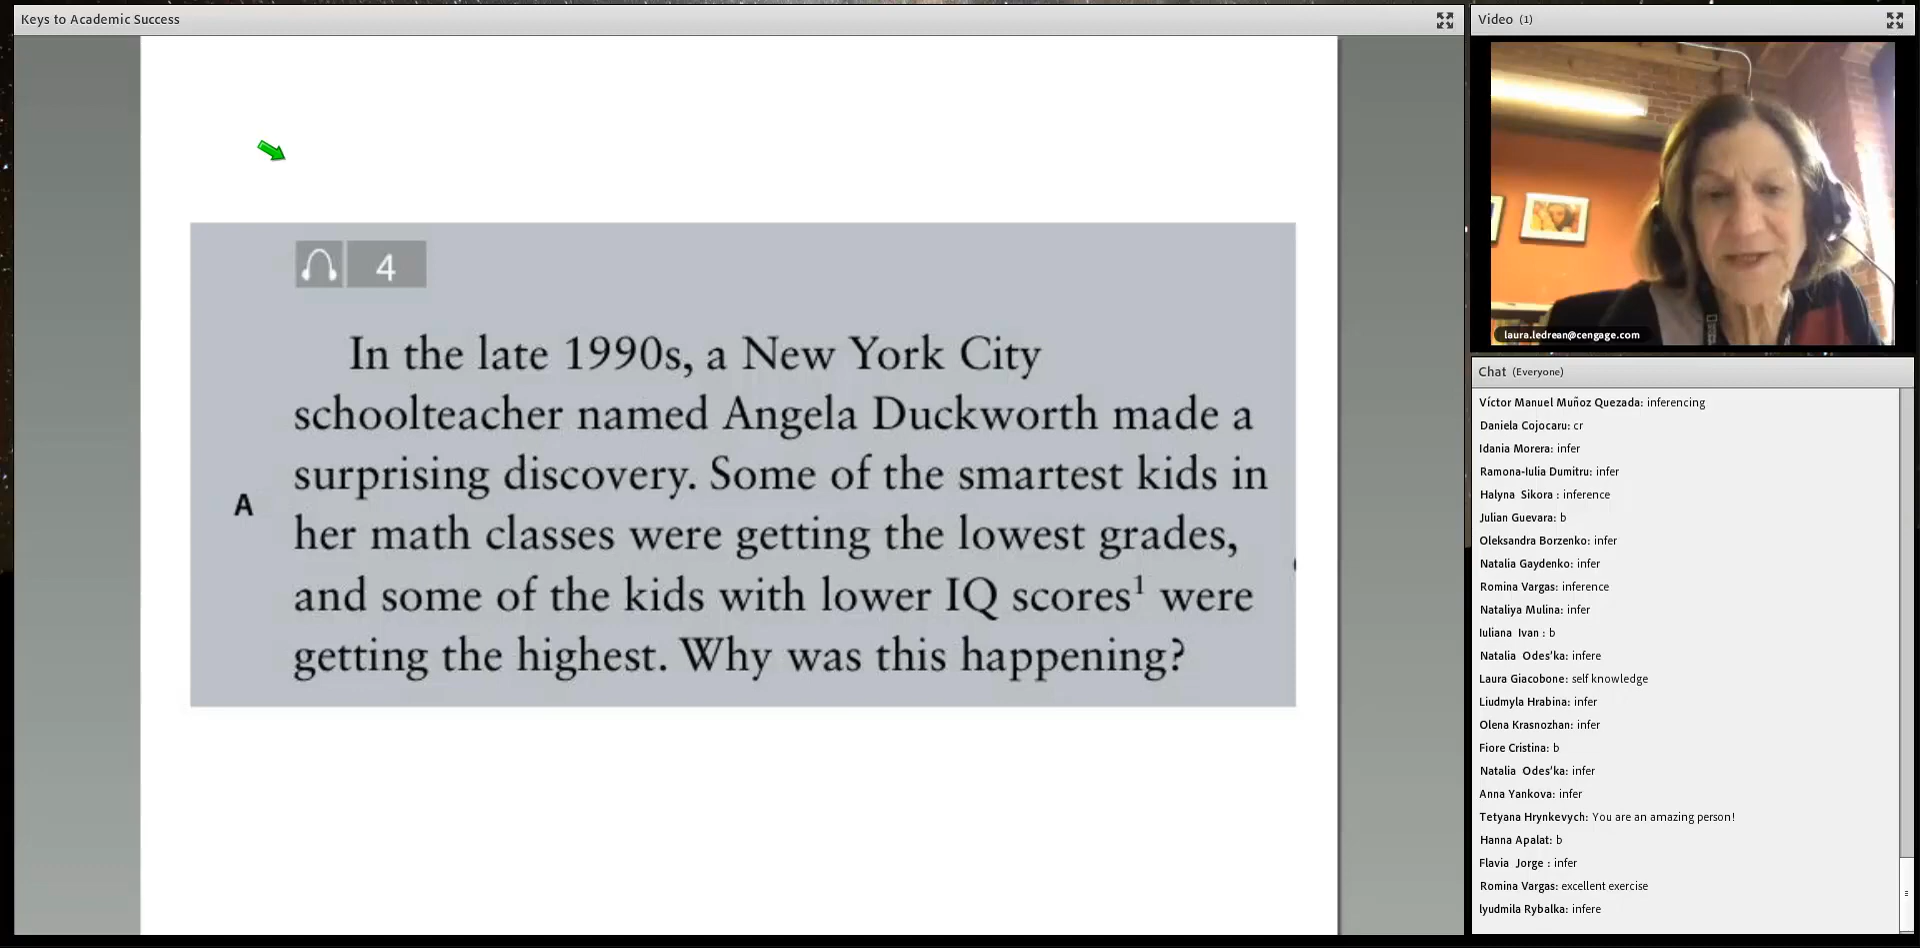 Keys to Academic Success
4
In the late 1990s, a New York City
schoolteacher named Angela Duckworth made a
surprising discovery. Some of the smartest kids in
A
her math classes were getting the lowest grades,
and some of the kids with lower IQ scores¹ were
getting the highest. Why was this happening?
Video (1)
laura.ledrean@cengage.com
Chat (Everyone)
Víctor Manuel Muñoz Quezada: inferencing
Daniela Cojocaru: cr
Idania Morera: infer
Ramona-Iulia Dumitru: infer
Halyna Sikora : inference
Julian Guevara: b
Oleksandra Borzenko: infer
Natalia Gaydenko: infer
Romina Vargas: inference
Nataliya Mulina: infer
Iuliana Ivan : b
Natalia Odes'ka: infere
Laura Giacobone: self knowledge
Liudmyla Hrabina: infer
Olena Krasnozhan: infer
Fiore Cristina: b
Natalia Odes'ka: infer
Anna Yankova: infer
Tetyana Hrynkevych: You are an amazing person!
Hanna Apalat: b
Flavia Jorge : infer
Romina Vargas: excellent exercise
lyudmila Rybalka: infere